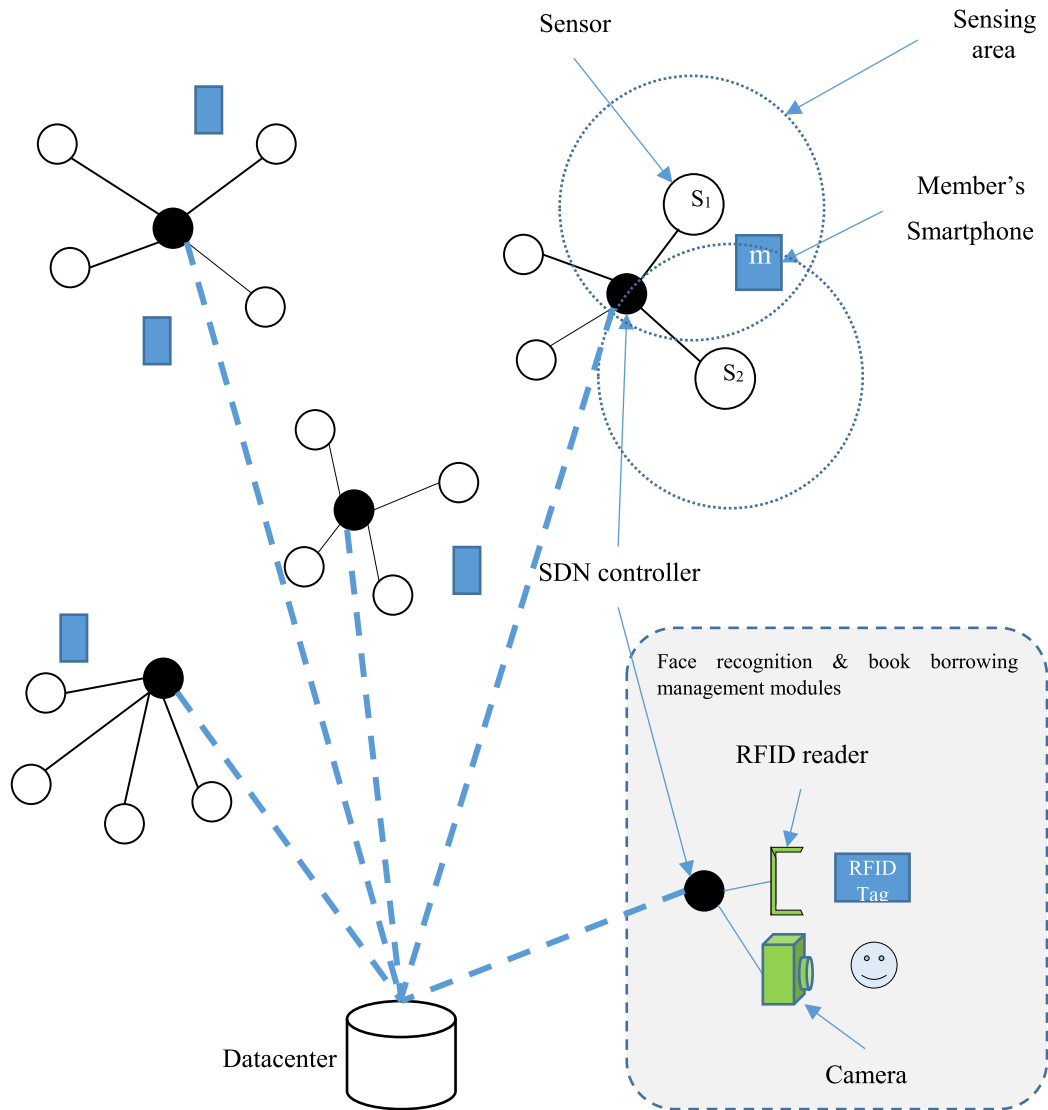 Sensor
Sensing
area
S1
Member's
Smartphone
m
S2
SDN controller
Face recognition & book borrowing
management modules
RFID reader
RFID
Tag
Datacenter
Camera